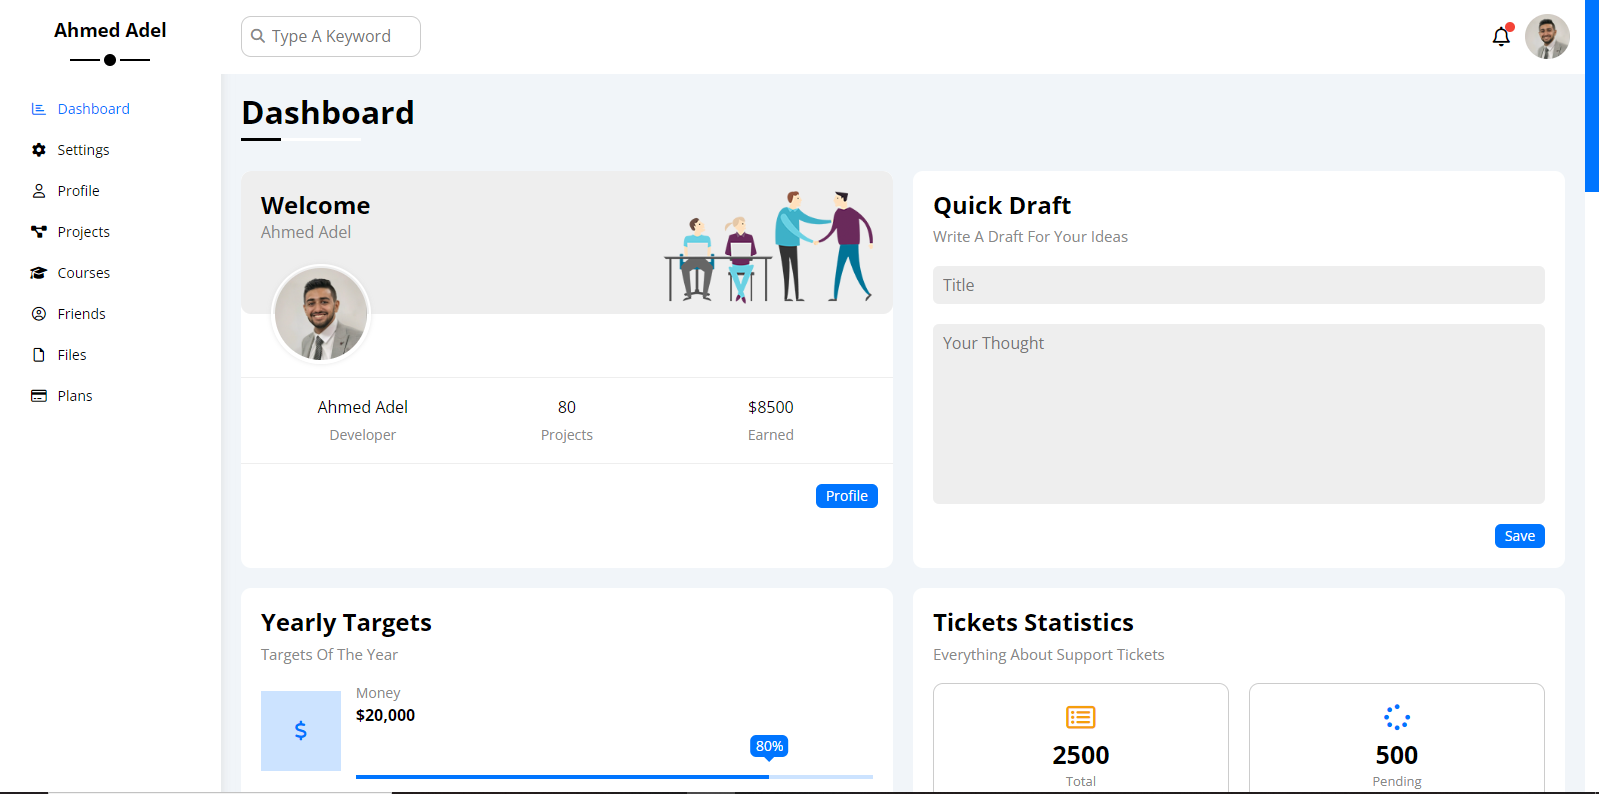 Ahmed Adel
Dashboard
Settings
Profile
Projects
Courses
Friends
Files
Plans
Type A Keyword
Dashboard
Welcome
Ahmed Adel
Ahmed Adel
Developer
80
Projects
$8500
Earned
Profile
Quick Draft
Write A Draft For Your Ideas
Title
Your Thought
Save
Yearly Targets
Targets Of The Year
$
Money
$20,000
80%
Tickets Statistics
Everything About Support Tickets
2500
Total
500
Pending